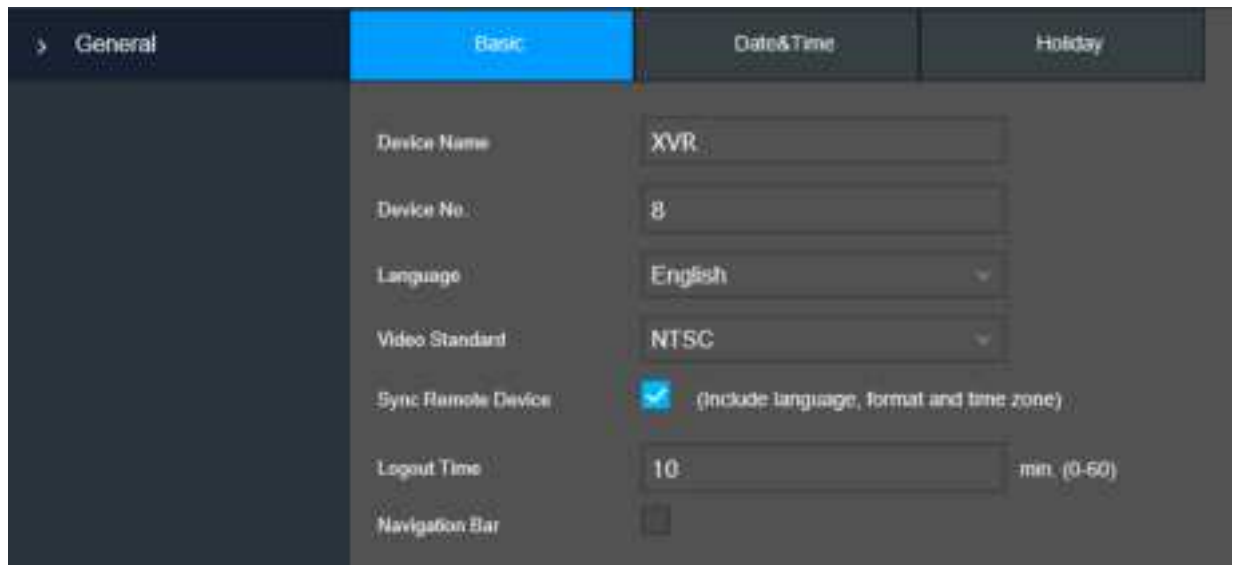 > General
Basic
Date&Time
Holiday
Device Name XVR
Device No. 8
Language English
Video Standard NTSC
Sync Remote Device (Include language, format and time zone)
Logout Time 10 min. (0-60)
Navigation Bar